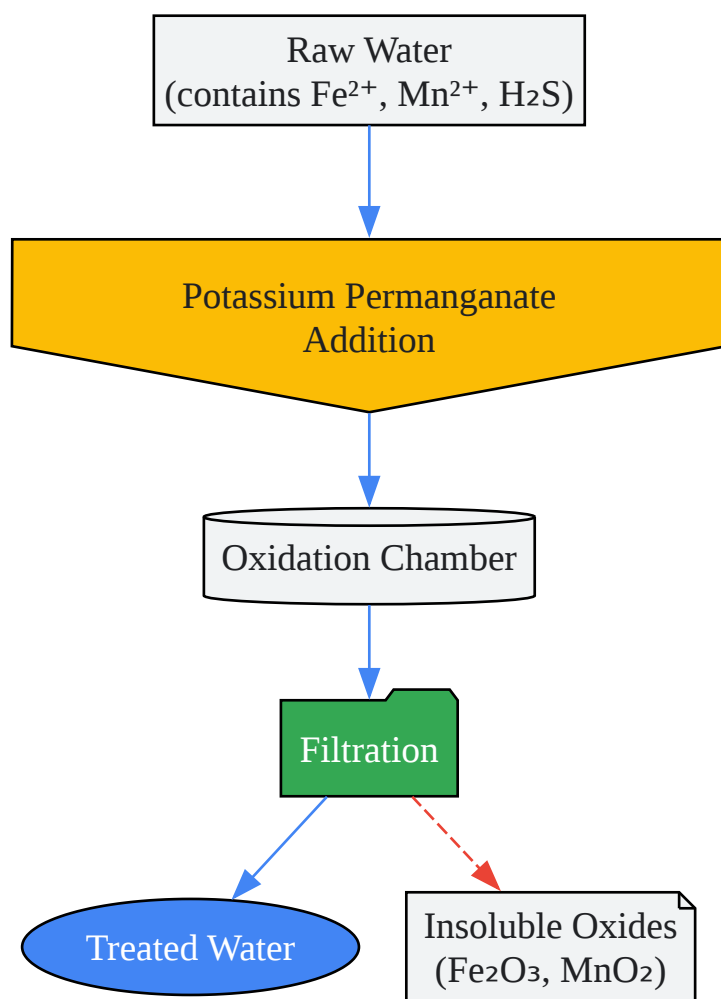 Raw Water
(contains Fe²⁺, Mn²⁺, H₂S)
Potassium Permanganate
Addition
Oxidation Chamber
Filtration
Treated Water
Insoluble Oxides
(Fe₂O₃, MnO₂)